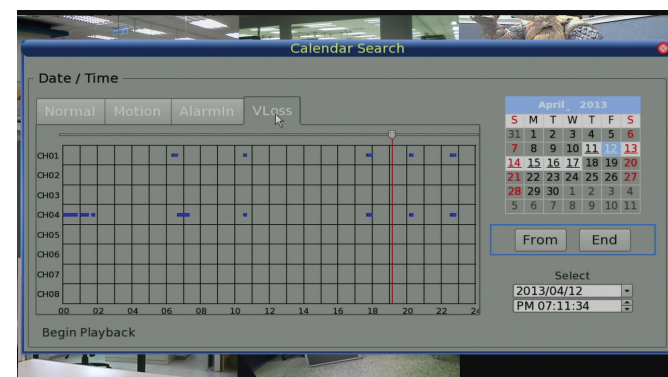 Calendar Search
Date / Time
Normal Motion AlarmIn VLoss
CH01
CH02
CH03
CH04
CH05
CH06
CH07
CH08
00 02 04 06 08 10 12 14 16 18 20 22 24
Begin Playback
April 2013
S M T W T F S
31 1 2 3 4 5 6
7 8 9 10 11 12 13
14 15 16 17 18 19 20
21 22 23 24 25 26 27
28 29 30 1 2 3 4
5 6 7 8 9 10 11
From End
Select
2013/04/12
PM 07:11:34